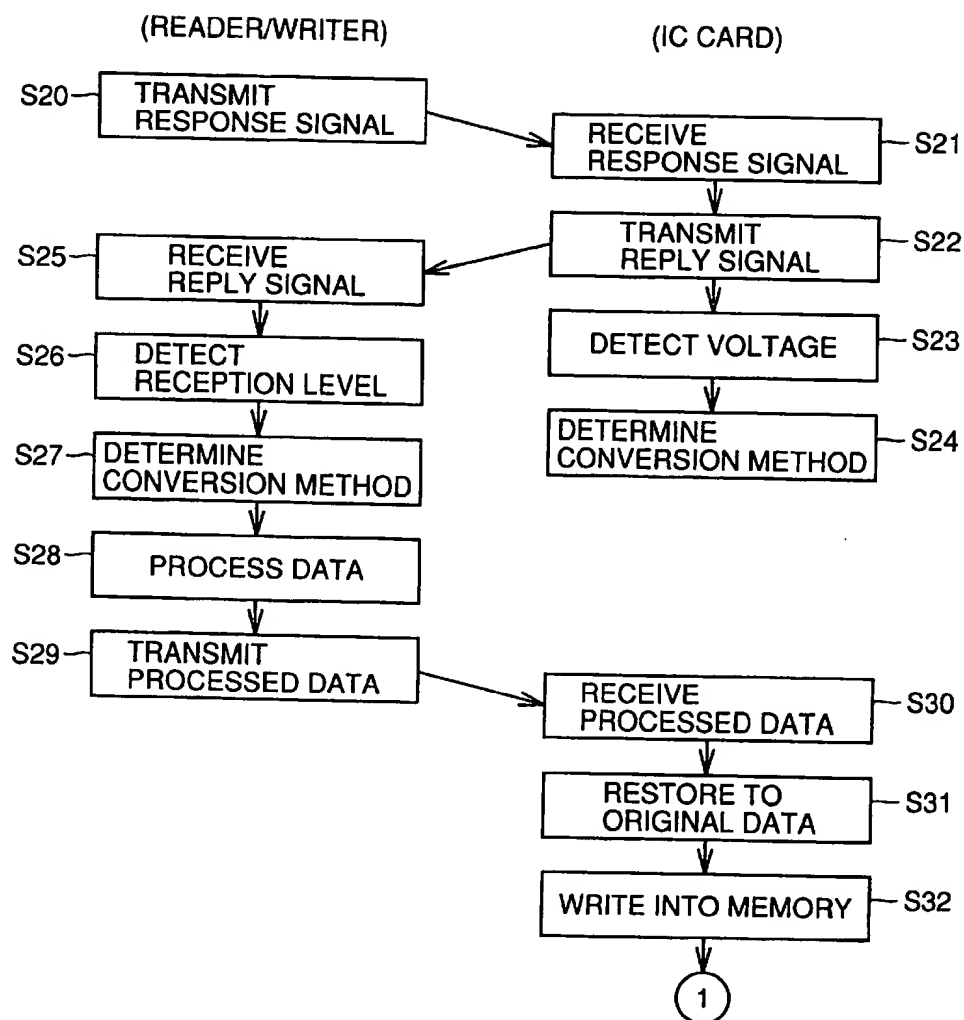 (READER/WRITER)
(IC CARD)
S20
TRANSMIT
RESPONSE SIGNAL
RECEIVE
RESPONSE SIGNAL
S21
TRANSMIT
REPLY SIGNAL
S22
S25
RECEIVE
REPLY SIGNAL
DETECT VOLTAGE
S23
S26
DETECT
RECEPTION LEVEL
DETERMINE
CONVERSION METHOD
S24
S27
DETERMINE
CONVERSION METHOD
S28
PROCESS DATA
S29
TRANSMIT
PROCESSED DATA
RECEIVE
PROCESSED DATA
S30
RESTORE TO
ORIGINAL DATA
S31
WRITE INTO MEMORY
S32
1